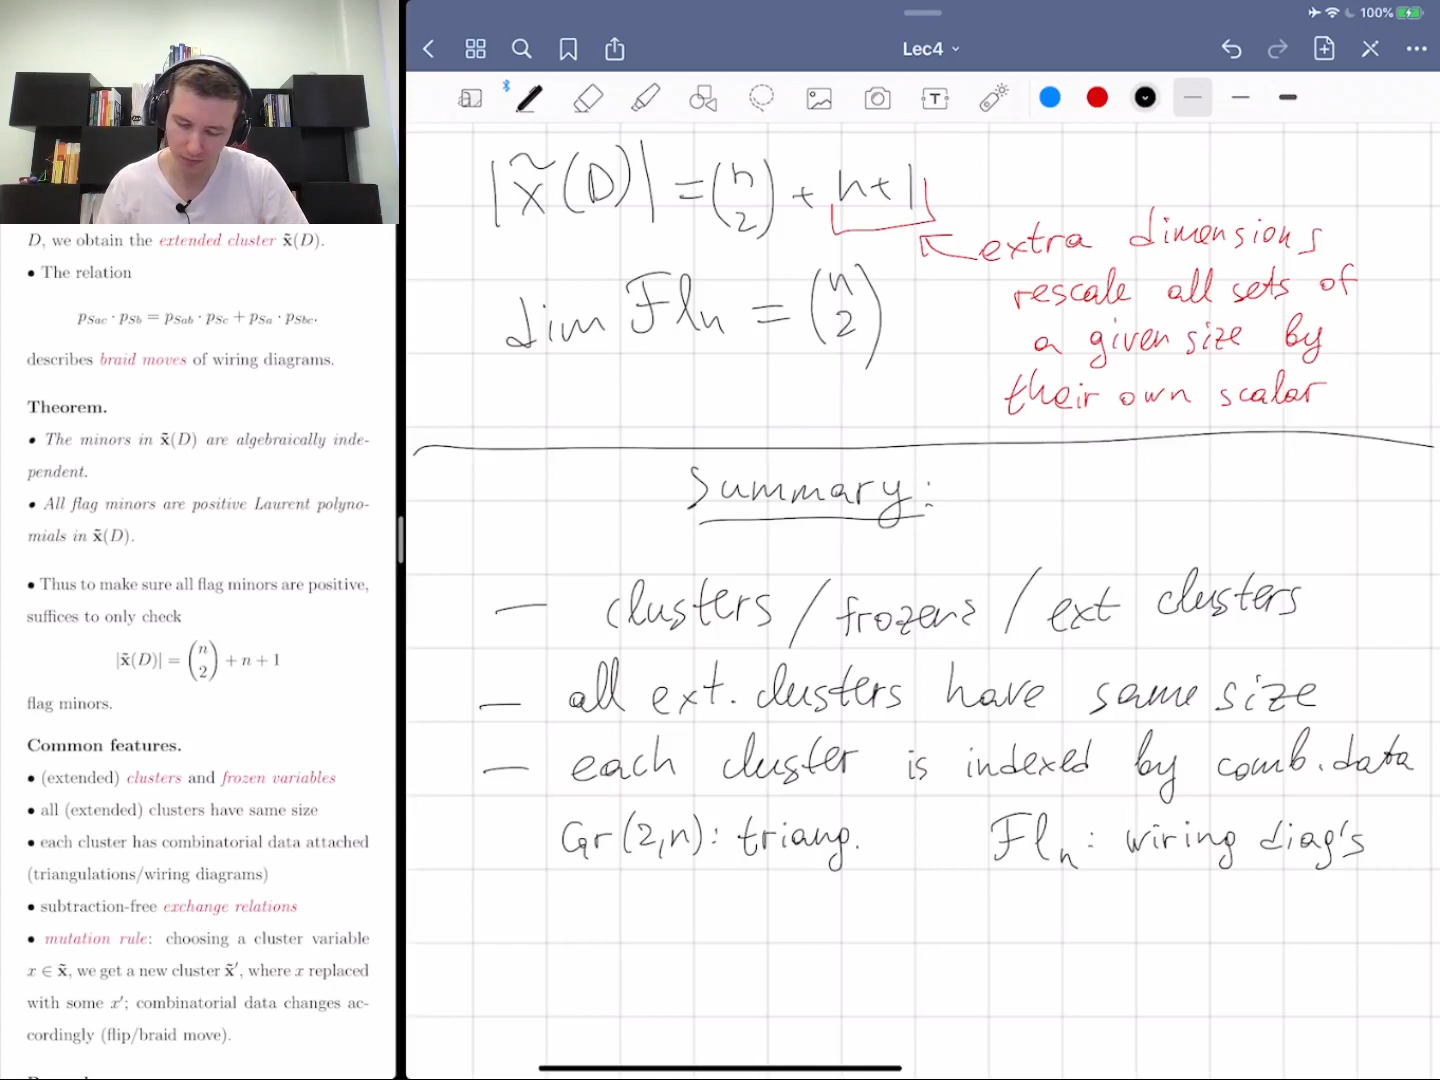 100%
Lec4
T
D, we obtain the extended cluster x̃(D).
• The relation
p_{Sac} · p_{Sb} = p_{Sab} · p_{Sc} + p_{Sa} · p_{Sbc}.
describes braid moves of wiring diagrams.
Theorem.
• The minors in x̃(D) are algebraically inde-
pendent.
• All flag minors are positive Laurent polyno-
mials in x̃(D).
• Thus to make sure all flag minors are positive,
suffices to only check
|x̃(D)| = \binom{n}{2} + n + 1
flag minors.
Common features.
• (extended) clusters and frozen variables
• all (extended) clusters have same size
• each cluster has combinatorial data attached
(triangulations/wiring diagrams)
• subtraction-free exchange relations
• mutation rule: choosing a cluster variable
x ∈ x̃, we get a new cluster x̃′, where x replaced
with some x′; combinatorial data changes ac-
cordingly (flip/braid move).
|x̃(D)| = \binom{n}{2} + n+1
extra dimensions
rescale all sets of
a given size by
their own scalar
dim Fl_n = \binom{n}{2}
Summary:
— clusters / frozens / ext clusters
— all ext. clusters have same size
— each cluster is indexed by comb. data
Gr(2,n): triang. Fl_n: wiring diag's